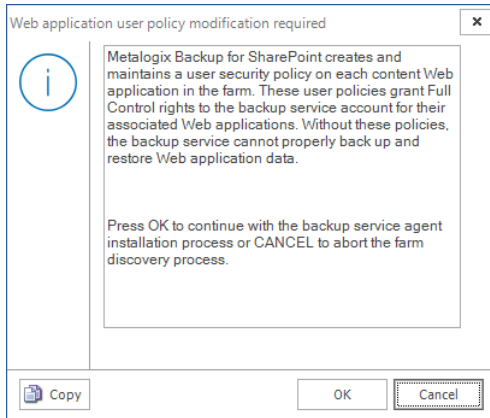 Web application user policy modification required
Metalogix Backup for SharePoint creates and
maintains a user security policy on each content Web
application in the farm. These user policies grant Full
Control rights to the backup service account for their
associated Web applications. Without these policies,
the backup service cannot properly back up and
restore Web application data.
Press OK to continue with the backup service agent
installation process or CANCEL to abort the farm
discovery process.
Copy
OK
Cancel